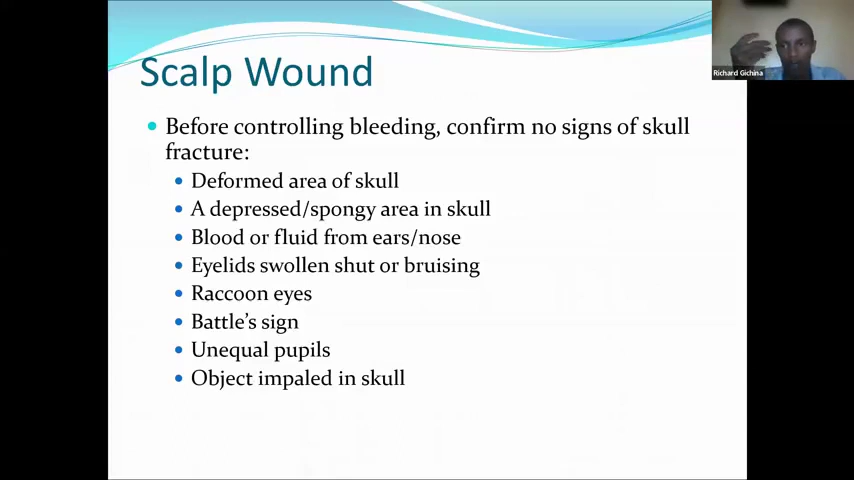 Scalp Wound
Before controlling bleeding, confirm no signs of skull
fracture:
Deformed area of skull
A depressed/spongy area in skull
Blood or fluid from ears/nose
Eyelids swollen shut or bruising
Raccoon eyes
Battle's sign
Unequal pupils
Object impaled in skull
Richard Gichina